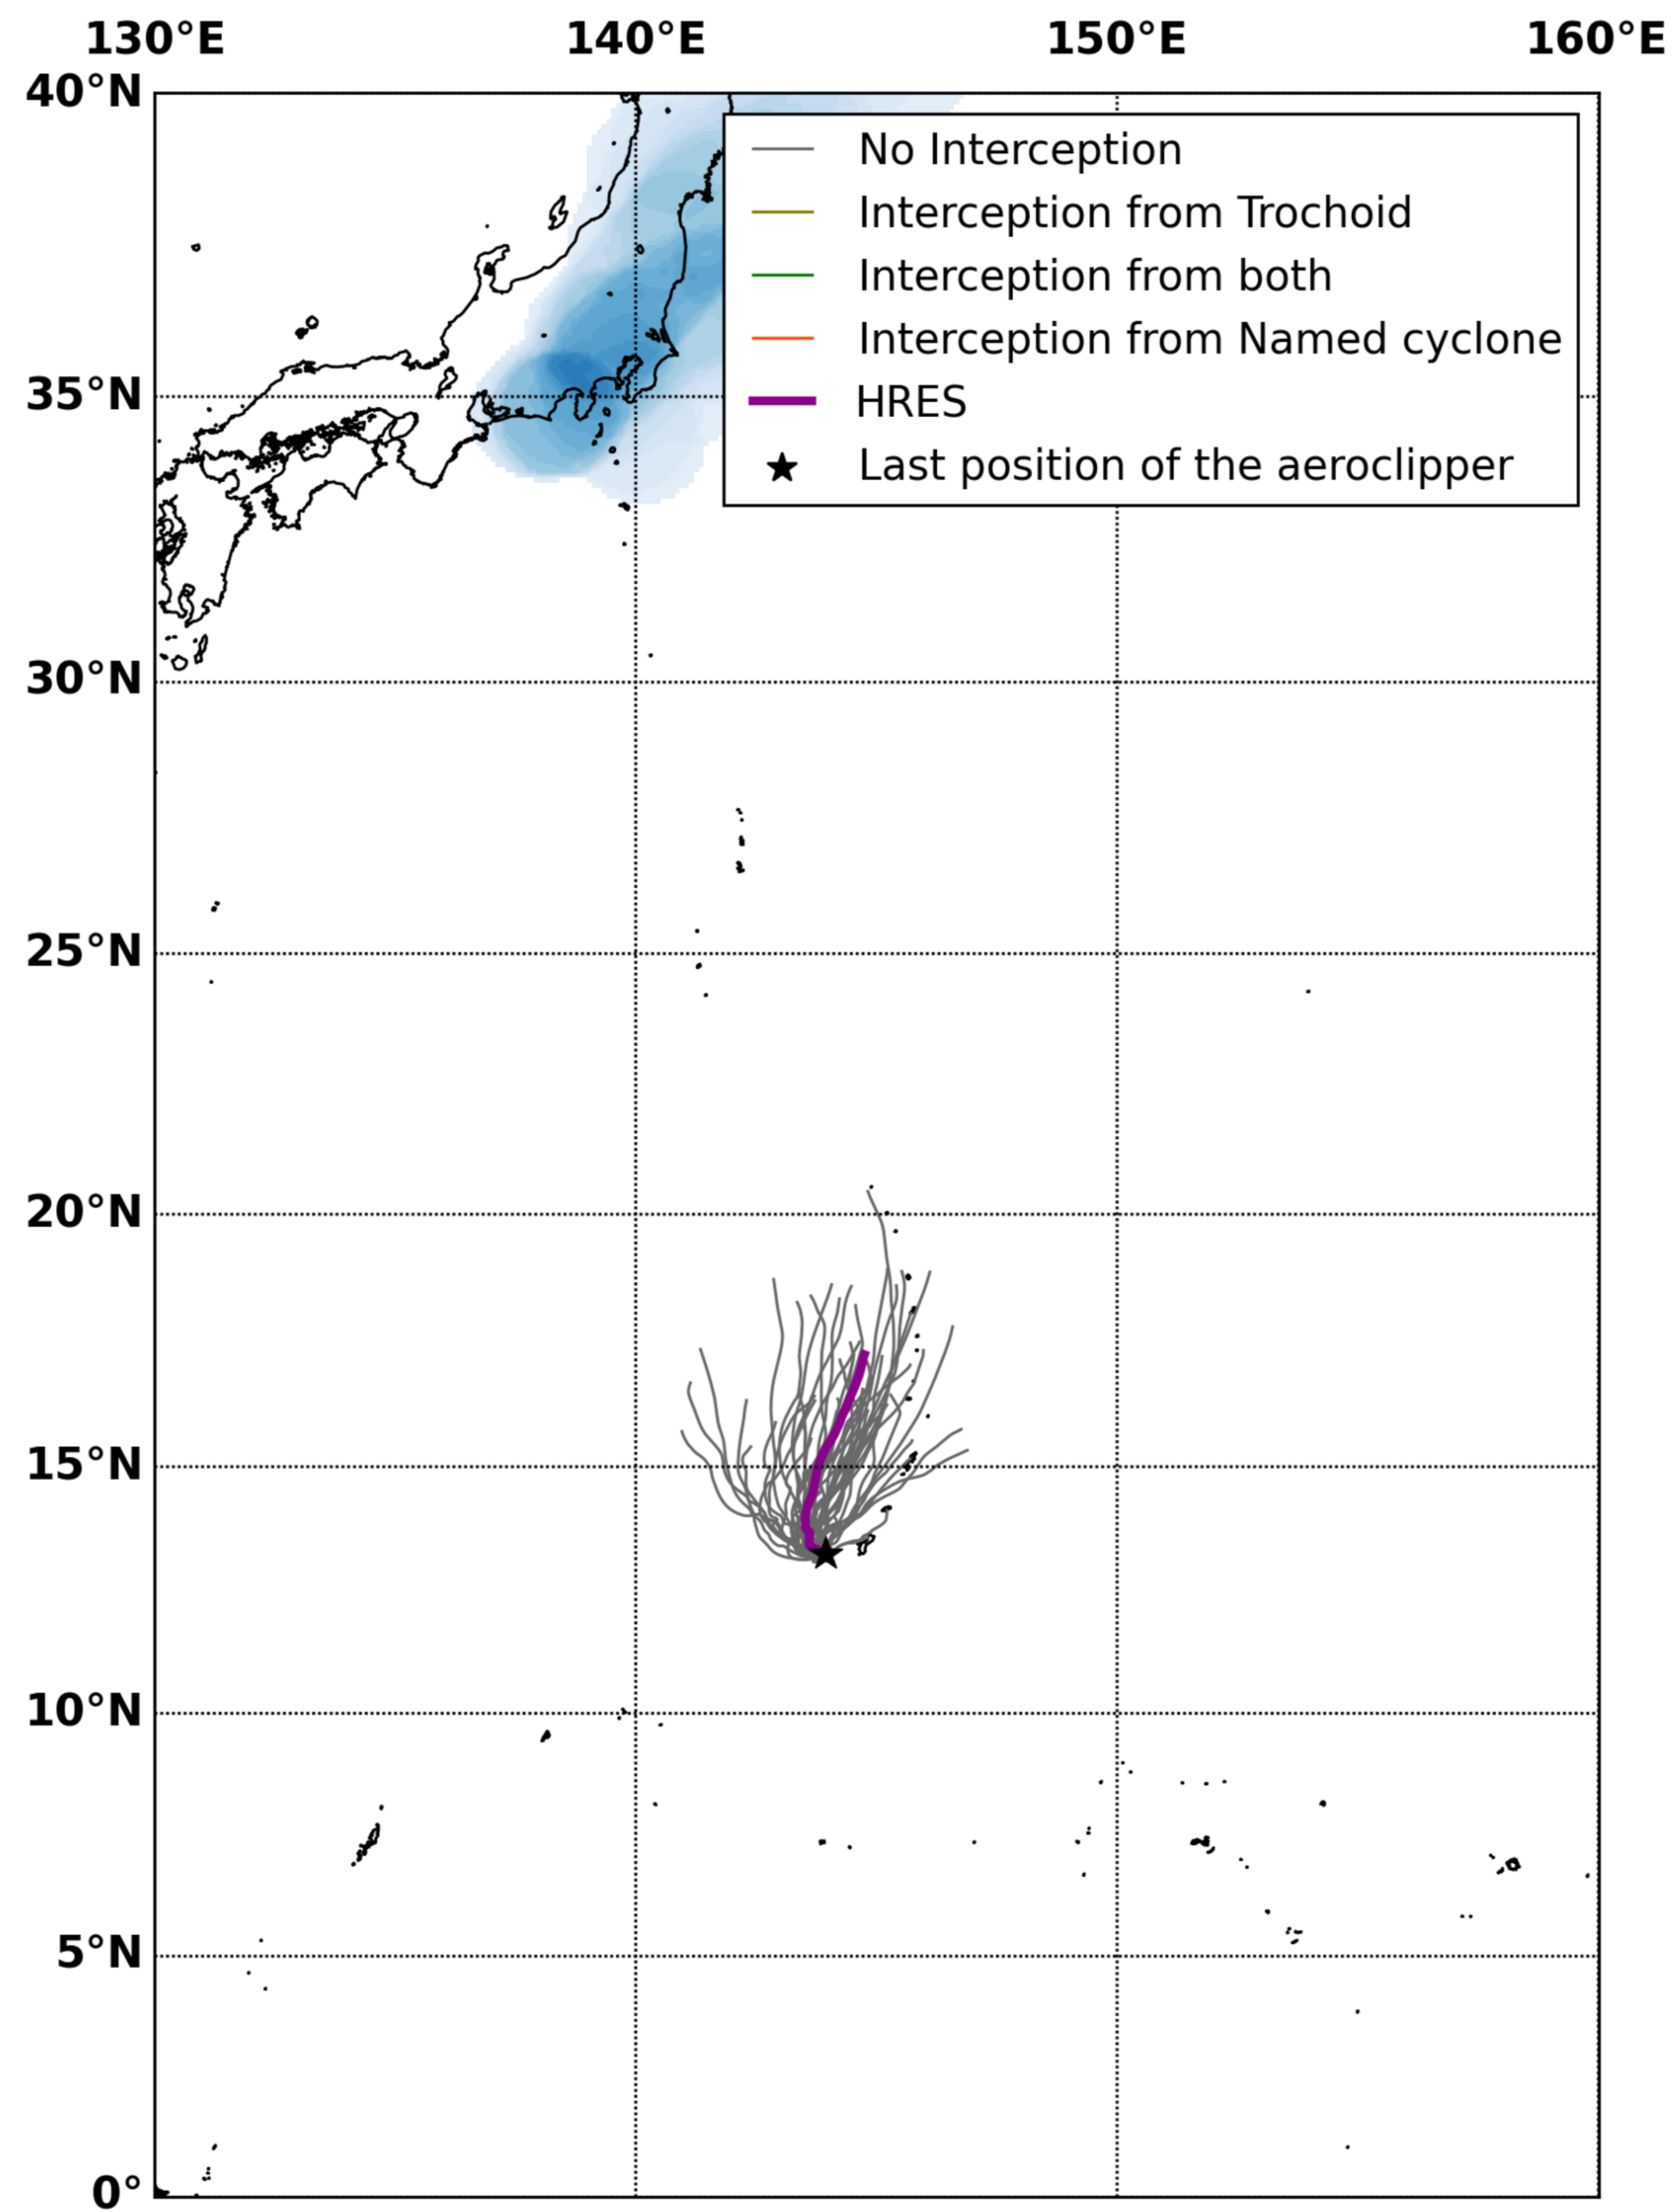 130°E 140°E 150°E 160°E
40°N
No Interception
Interception from Trochoid
Interception from both
Interception from Named cyclone
35°N
HRES
Last position of the aeroclipper
30°N
25°N
20°N
15°N
10°N
5°N
0°